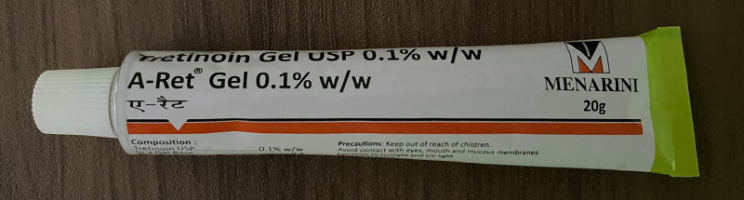 Tretinoin Gel USP 0.1% w/w
A-Ret® Gel 0.1% w/w
ए-रैट
MENARINI
20g
Composition :
Tretinoin USP....................0.1% w/w
Precautions: Keep out of reach of children.
Avoid contact with eyes, mouth and mucous membranes.